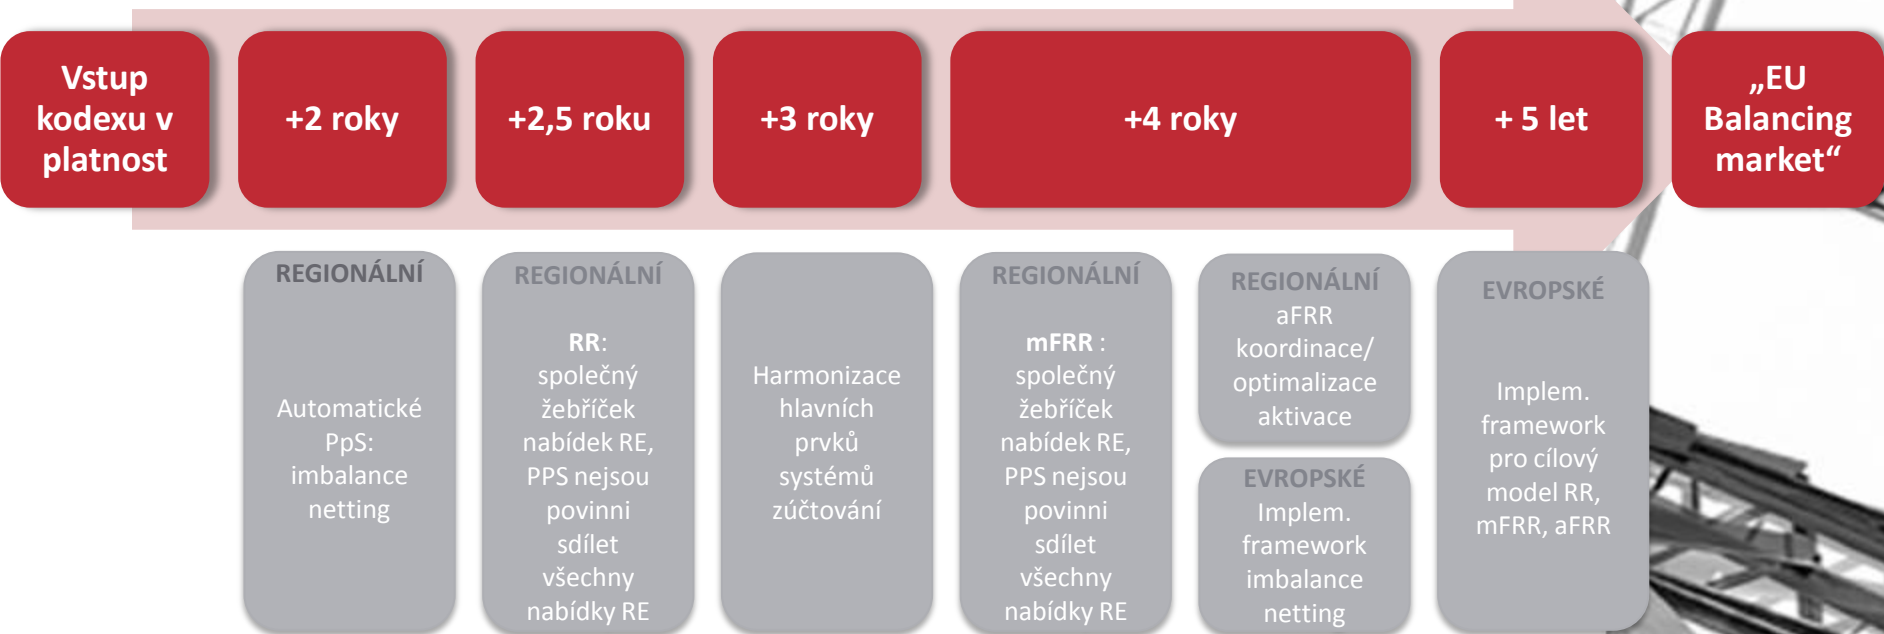 Vstup
kodexu v
platnost
+2 roky
+2,5 roku
+3 roky
+4 roky
+ 5 let
„EU
Balancing
market“
REGIONÁLNÍ
Automatické
PpS:
imbalance
netting
REGIONÁLNÍ
RR:
společný
žebříček
nabídek RE,
PPS nejsou
povinni
sdílet
všechny
nabídky RE
Harmonizace
hlavních
prvků
systémů
zúčtování
REGIONÁLNÍ
mFRR :
společný
žebříček
nabídek RE,
PPS nejsou
povinni
sdílet
všechny
nabídky RE
REGIONÁLNÍ
aFRR
koordinace/
optimalizace
aktivace
EVROPSKÉ
Implem.
framework
imbalance
netting
EVROPSKÉ
Implem.
framework
pro cílový
model RR,
mFRR, aFRR